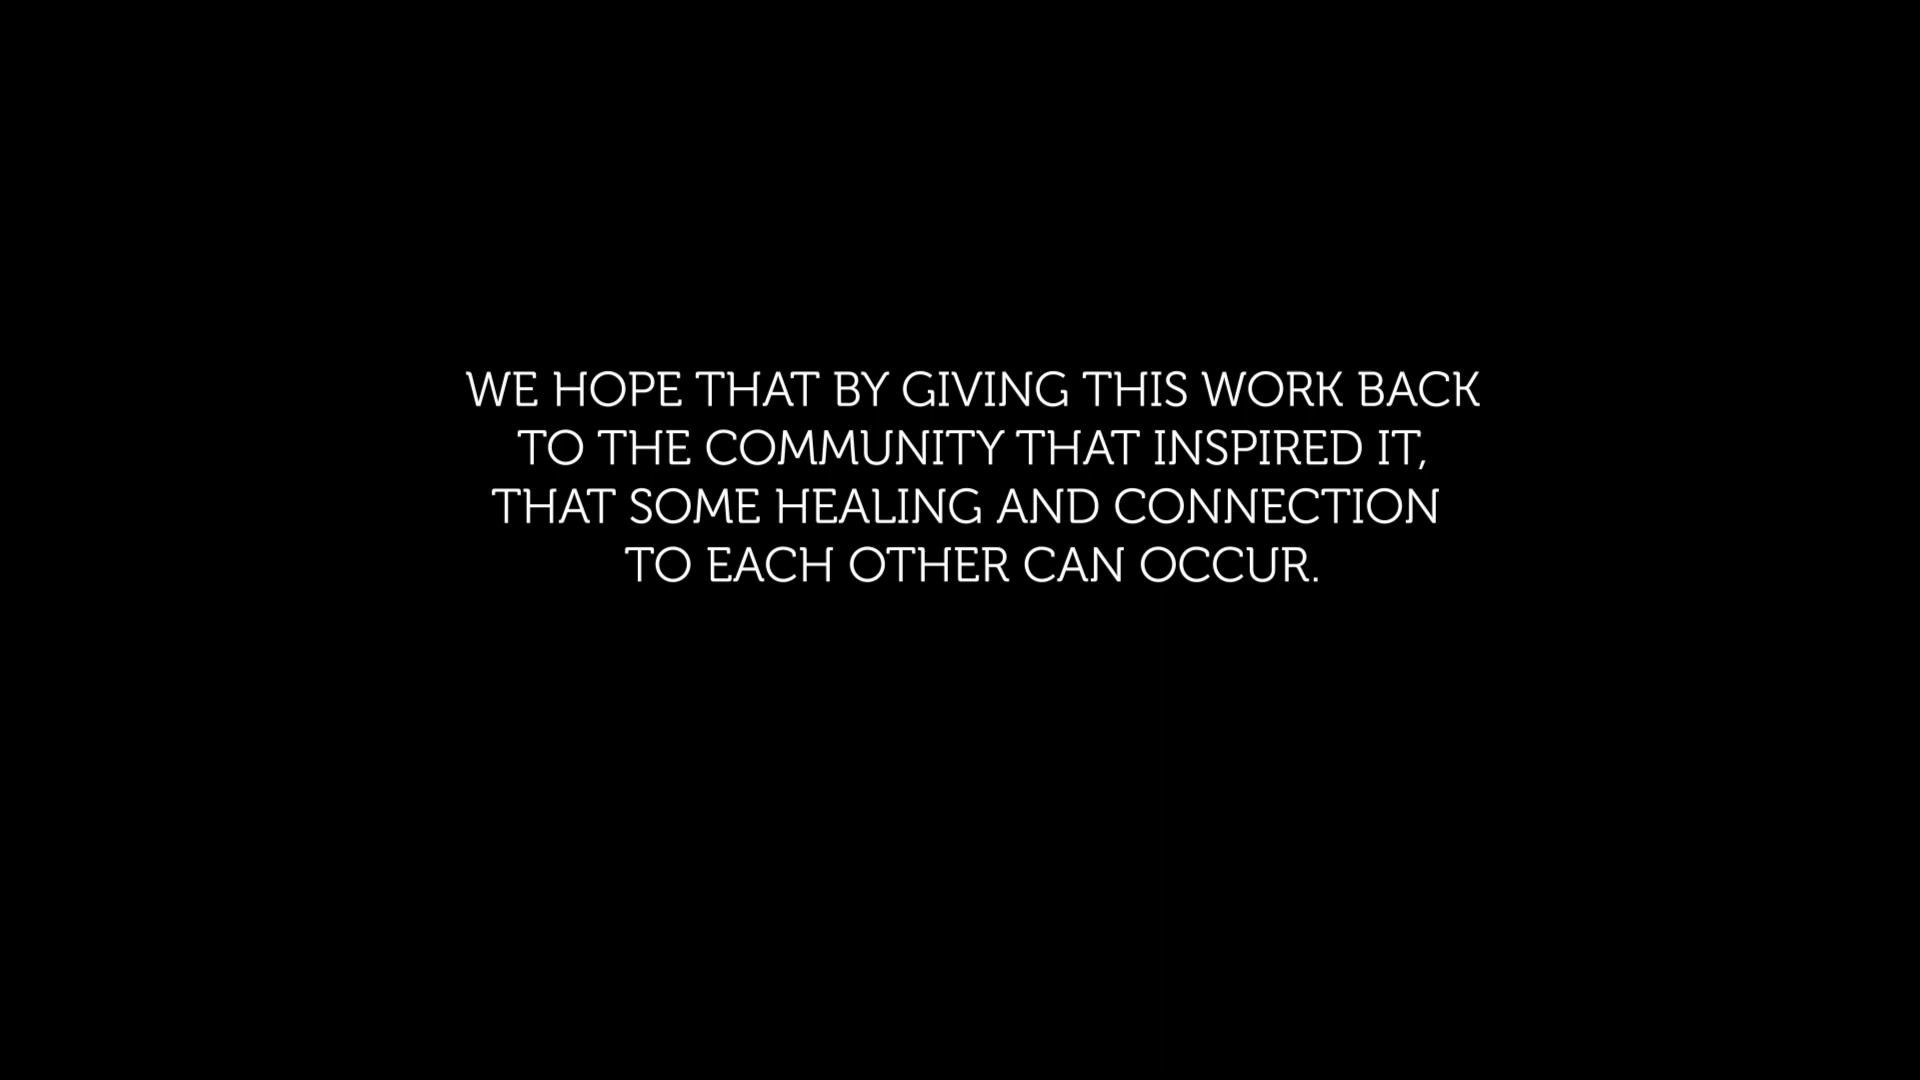 WE HOPE THAT BY GIVING THIS WORK BACK
TO THE COMMUNITY THAT INSPIRED IT,
THAT SOME HEALING AND CONNECTION
TO EACH OTHER CAN OCCUR.